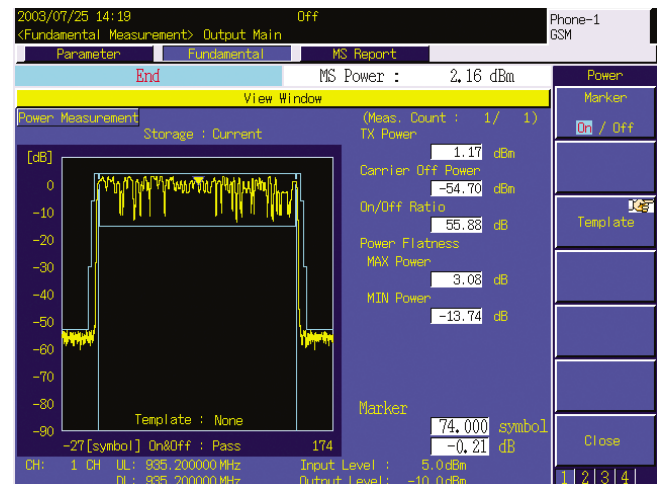 2003/07/25 14:19 Off Phone-1
<Fundamental Measurement> Output Main GSM
Parameter Fundamental MS Report
End MS Power : 2.16 dBm Power
View Window Marker
Power Measurement (Meas. Count : 1/ 1) On / Off
Storage : Current TX Power
[dB] 1.17 dBm
Carrier Off Power
0 -54.70 dBm
-10 On/Off Ratio
55.88 dB Template
-20 Power Flatness
MAX Power
-30 3.08 dB
-40 MIN Power
-50 -13.74 dB
-60
-70
-80 Marker
Template : None 74.000 symbol
-90
-27[symbol] On&Off : Pass 174 -0.21 dB Close
CH: 1 CH UL: 935.200000MHz Input Level : 5.0dBm
DL: 935.200000MHz Output Level: -10.0dBm 1 2 3 4